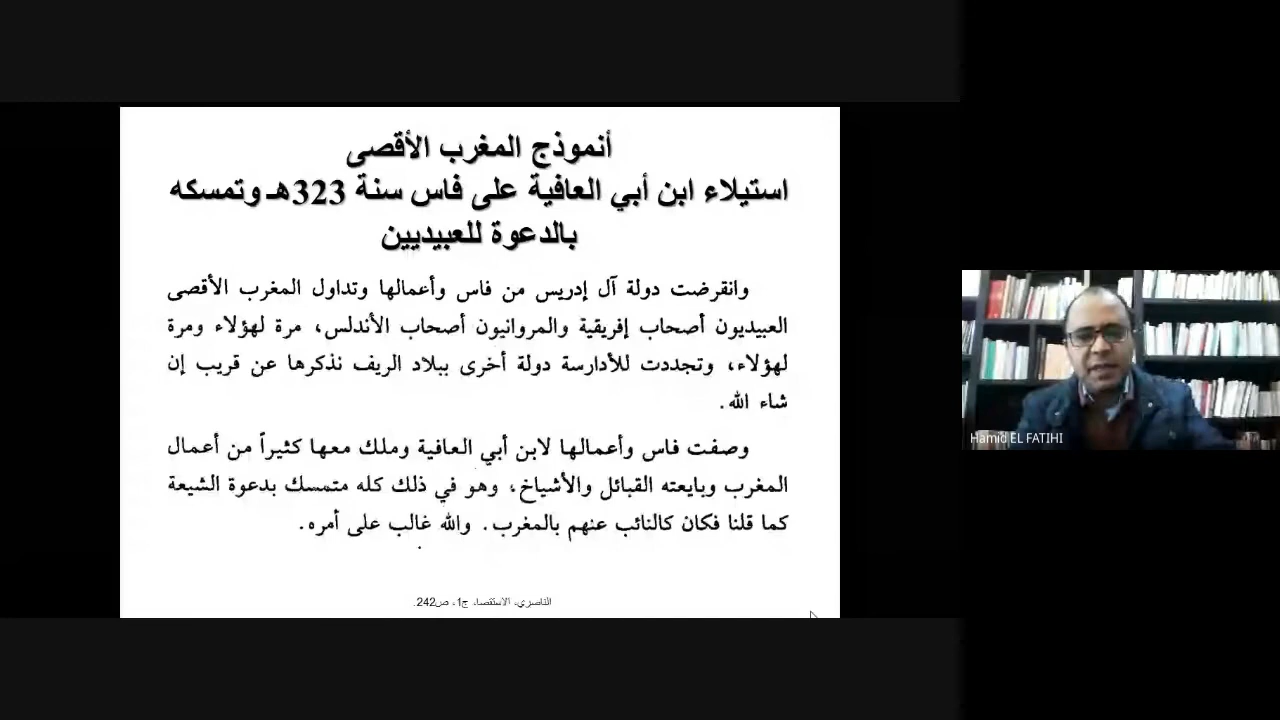 أنموذج المغرب الأقصى
استيلاء ابن أبي العافية على فاس سنة 323هـ وتمسكه
بالدعوة للعبيديين
وانقرضت دولة آل إدريس من فاس وأعمالها وتداول المغرب الأقصى
العبيديون أصحاب إفريقية والمروانيون أصحاب الأندلس، مرة لهؤلاء ومرة
لهؤلاء، وتجددت للأدارسة دولة أخرى ببلاد الريف نذكرها عن قريب إن
شاء الله.
وصفت فاس وأعمالها لابن أبي العافية وملك معها كثيراً من أعمال
المغرب وبايعته القبائل والأشياخ، وهو في ذلك كله متمسك بدعوة الشيعة
كما قلنا فكان كالنائب عنهم بالمغرب. والله غالب على أمره.
الناصري، الاستقصا، ج1، ص242.
Hamid EL FATIHI